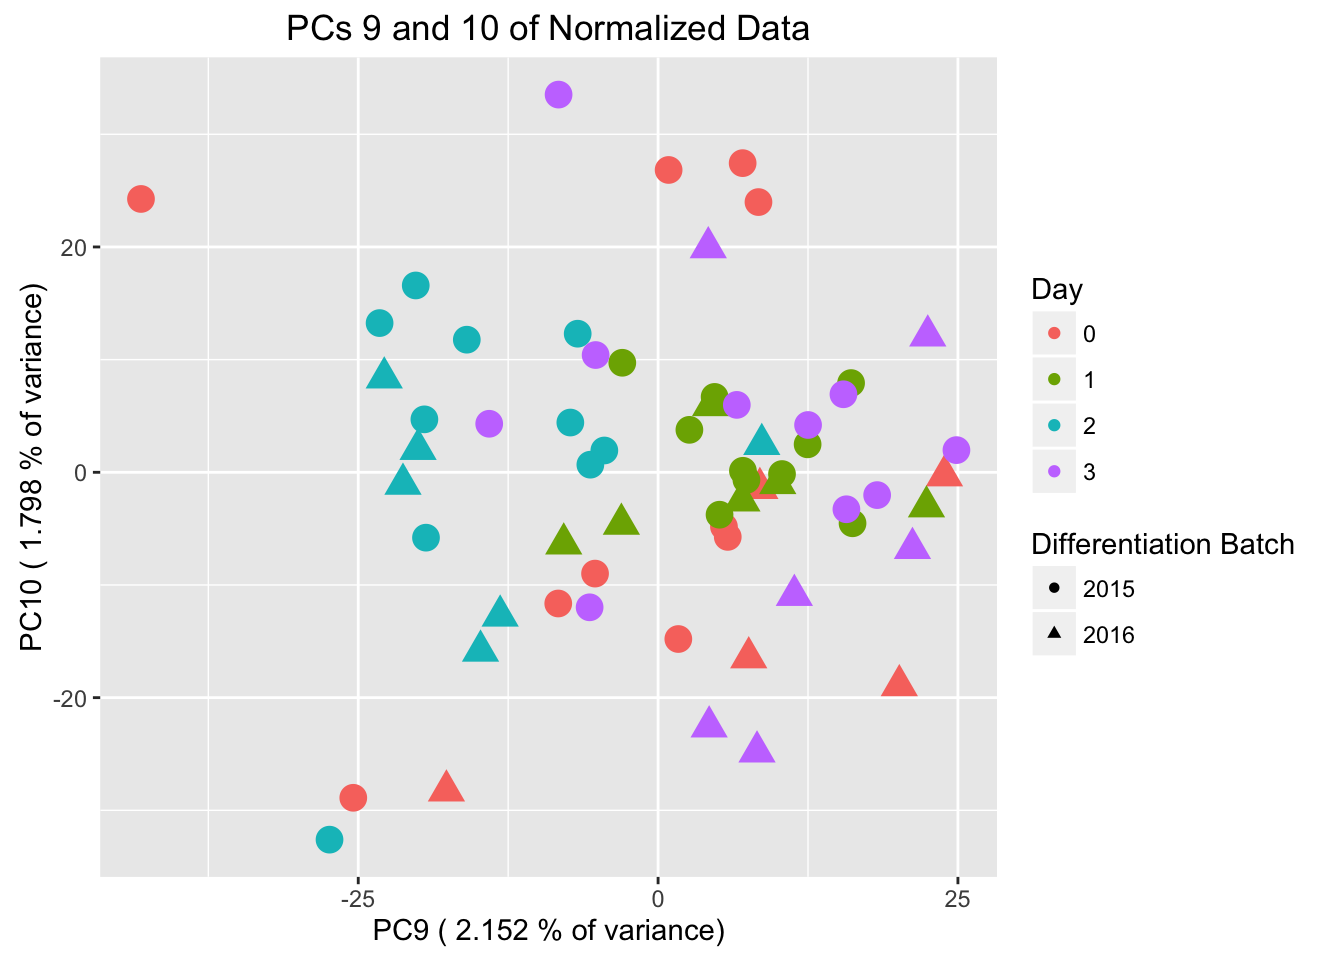 PCs 9 and 10 of Normalized Data
PC10 ( 1.798 % of variance)
20
0
-20
-25
0
25
PC9 ( 2.152 % of variance)
Day
0
1
2
3
Differentiation Batch
2015
2016